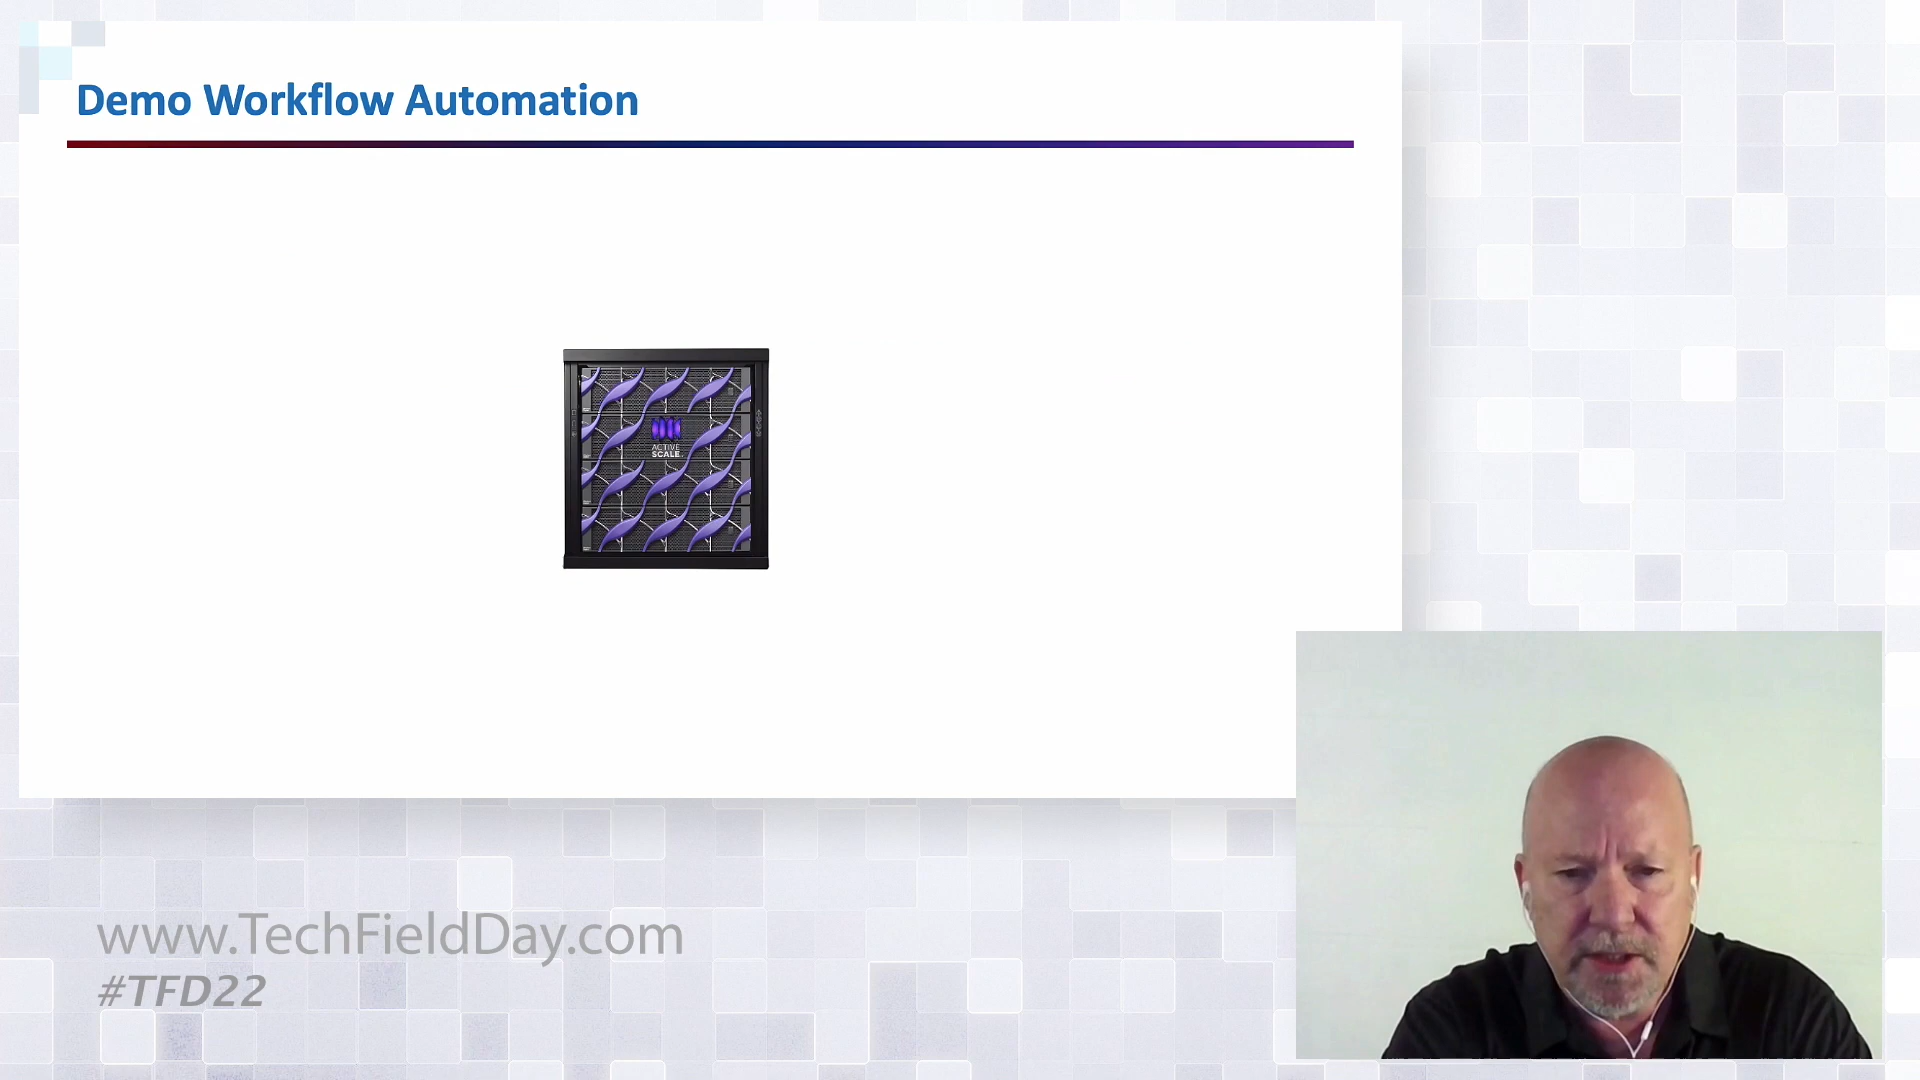 Demo Workflow Automation
ACTIVE
SCALE
www.TechFieldDay.com
#TFD22